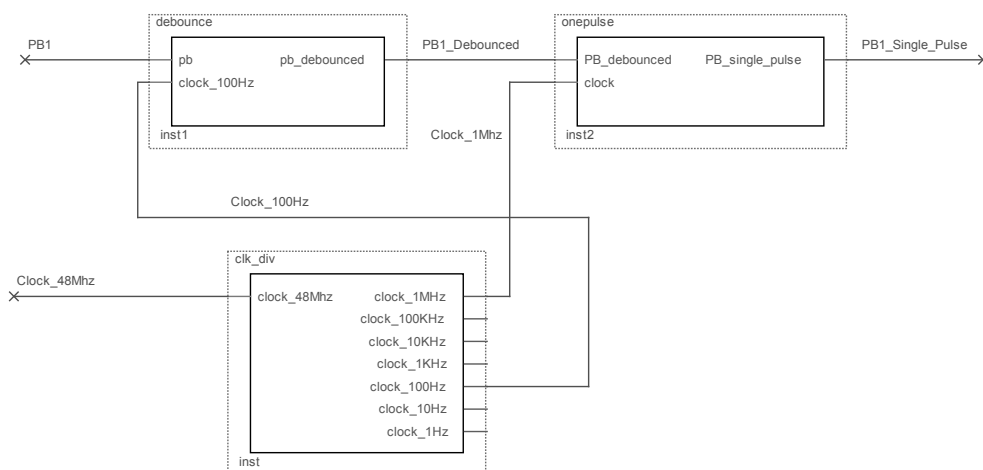 debounce
onepulse
PB1
PB1_Debounced
PB1_Single_Pulse
pb
pb_debounced
PB_debounced
PB_single_pulse
clock_100Hz
clock
inst1
inst2
Clock_1Mhz
Clock_100Hz
clk_div
Clock_48Mhz
clock_48Mhz
clock_1MHz
clock_100KHz
clock_10KHz
clock_1KHz
clock_100Hz
clock_10Hz
clock_1Hz
inst